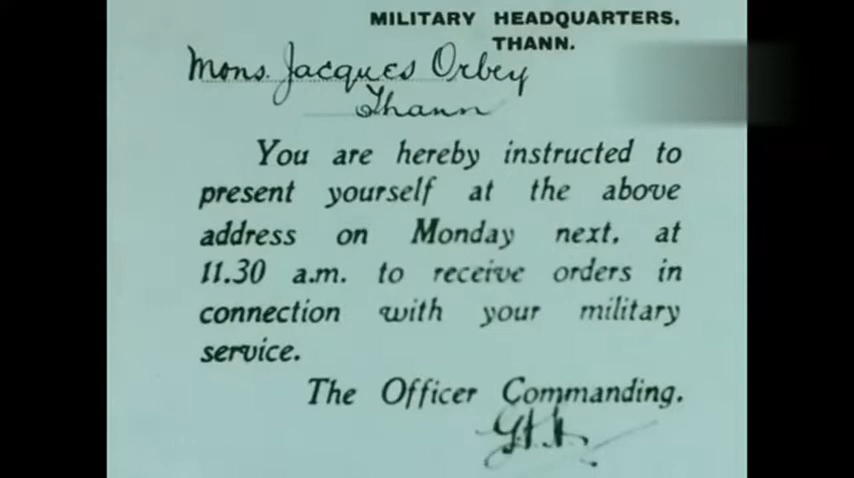 MILITARY HEADQUARTERS.
THANN.
Mons. Jacques Orbey
Thann
You are hereby instructed to
present yourself at the above
address on Monday next, at
11.30 a.m. to receive orders in
connection with your military
service.
The Officer Commanding.